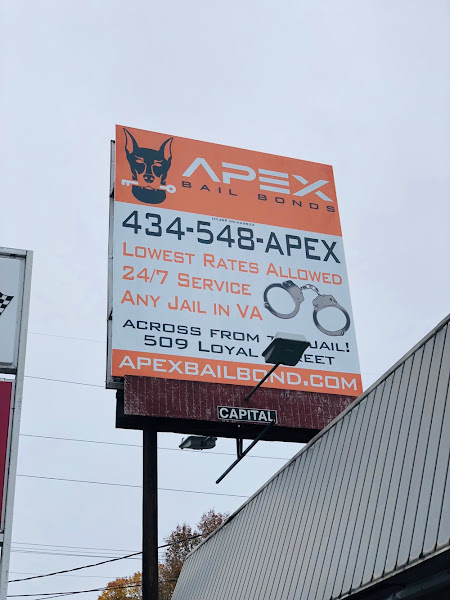 APEX
BAIL BONDS
434-548-APEX
LOWEST RATES ALLOWED
24/7 SERVICE
ANY JAIL IN VA
ACROSS FROM JAIL!
509 LOYAL
APEXBAILBOND.COM
CAPITAL